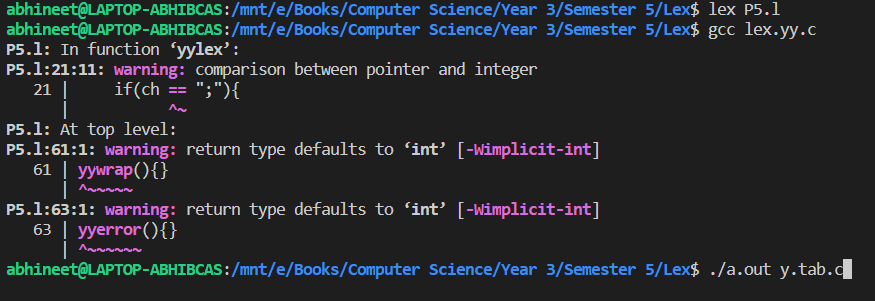 abhineet@LAPTOP-ABHIBCAS:/mnt/e/Books/Computer Science/Year 3/Semester 5/Lex$ lex P5.l
abhineet@LAPTOP-ABHIBCAS:/mnt/e/Books/Computer Science/Year 3/Semester 5/Lex$ gcc lex.yy.c
P5.l: In function ‘yylex’:
P5.l:21:11: warning: comparison between pointer and integer
   21 |     if(ch == ";"){
      |           ^~
P5.l: At top level:
P5.l:61:1: warning: return type defaults to ‘int’ [-Wimplicit-int]
   61 | yywrap(){}
      | ^~~~~~
P5.l:63:1: warning: return type defaults to ‘int’ [-Wimplicit-int]
   63 | yyerror(){}
      | ^~~~~~~
abhineet@LAPTOP-ABHIBCAS:/mnt/e/Books/Computer Science/Year 3/Semester 5/Lex$ ./a.out y.tab.c